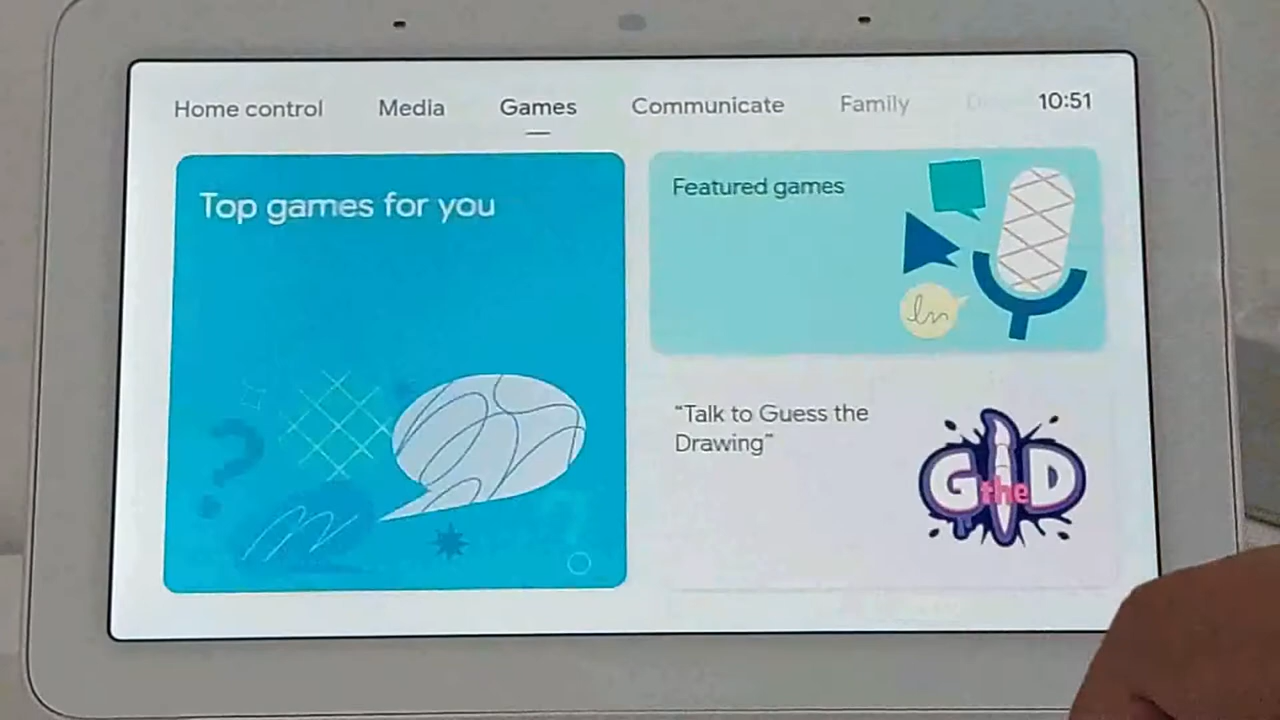 Home control Media Games Communicate Family 10:51
Top games for you
Featured games
"Talk to Guess the
Drawing"
G the D